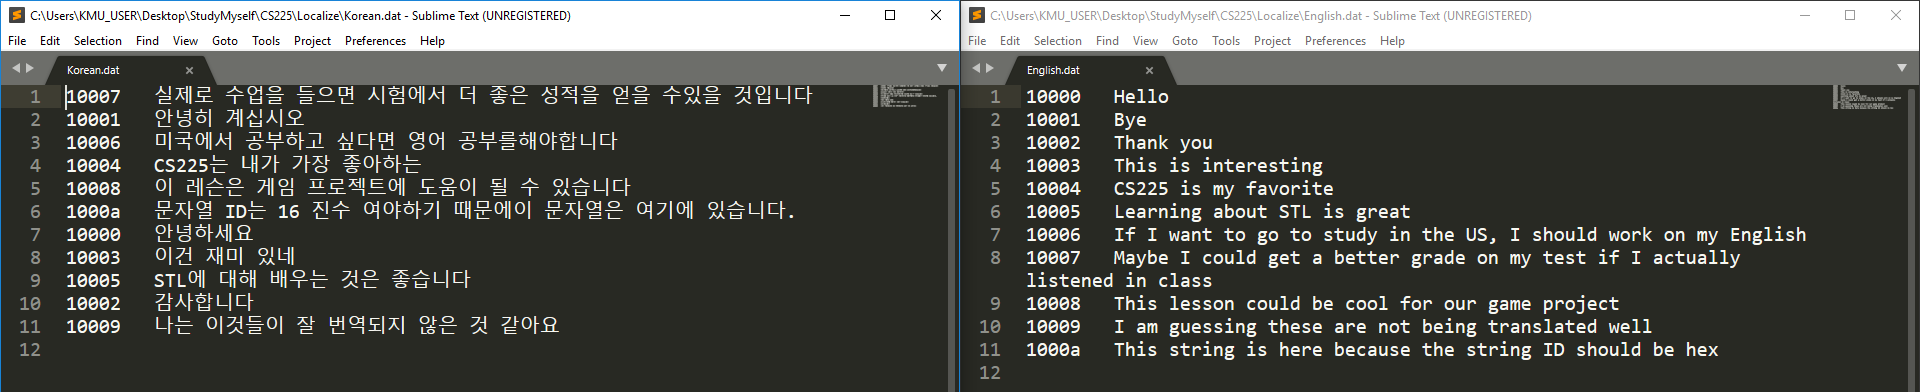 C:\Users\KMU_USER\Desktop\StudyMyself\CS225\Localize\Korean.dat - Sublime Text (UNREGISTERED)
File Edit Selection Find View Goto Tools Project Preferences Help
Korean.dat
1 10007 실제로 수업을 들으면 시험에서 더 좋은 성적을 얻을 수있을 것입니다
2 10001 안녕히 계십시오
3 10006 미국에서 공부하고 싶다면 영어 공부를해야합니다
4 10004 CS225는 내가 가장 좋아하는
5 10008 이 레슨은 게임 프로젝트에 도움이 될 수 있습니다
6 1000a 문자열 ID는 16 진수 여야하기 때문에이 문자열은 여기에 있습니다.
7 10000 안녕하세요
8 10003 이건 재미 있네
9 10005 STL에 대해 배우는 것은 좋습니다
10 10002 감사합니다
11 10009 나는 이것들이 잘 번역되지 않은 것 같아요
12
C:\Users\KMU_USER\Desktop\StudyMyself\CS225\Localize\English.dat - Sublime Text (UNREGISTERED)
File Edit Selection Find View Goto Tools Project Preferences Help
English.dat
1 10000 Hello
2 10001 Bye
3 10002 Thank you
4 10003 This is interesting
5 10004 CS225 is my favorite
6 10005 Learning about STL is great
7 10006 If I want to go to study in the US, I should work on my English
8 10007 Maybe I could get a better grade on my test if I actually
listened in class
9 10008 This lesson could be cool for our game project
10 10009 I am guessing these are not being translated well
11 1000a This string is here because the string ID should be hex
12